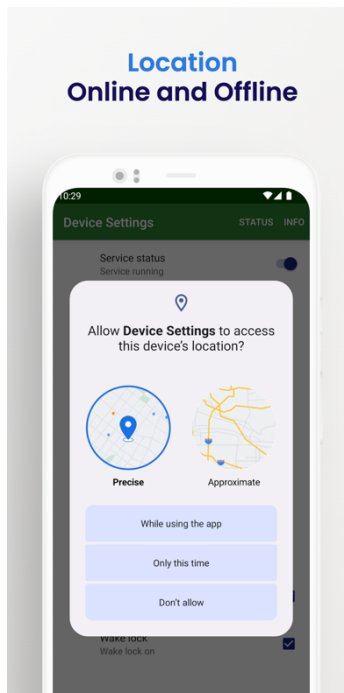 Location
Online and Offline
10:29
Device Settings STATUS INFO
Service status
Service running
Allow Device Settings to access
this device's location?
Precise Approximate
While using the app
Only this time
Don't allow
Wake lock
Wake lock on